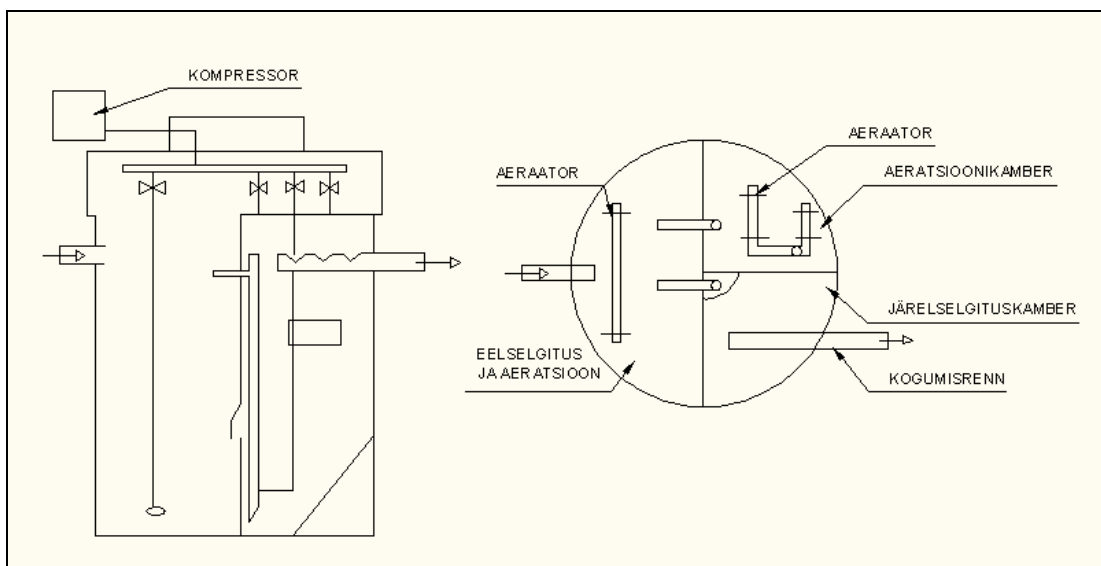 KOMPRESSOR
AERAATOR
AERAATOR
AERATSIOONIKAMBER
JÄRELSELGITUSKAMBER
EELSELGITUS
JA AERATSIOON
KOGUMISRENN